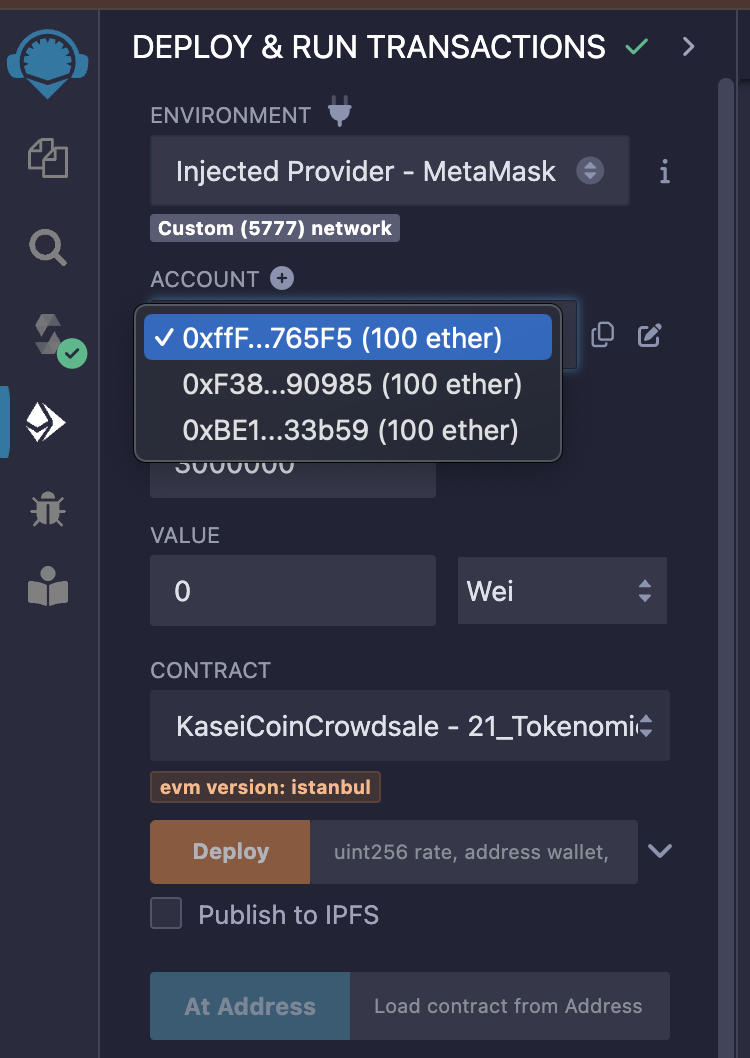 DEPLOY & RUN TRANSACTIONS
ENVIRONMENT
Injected Provider - MetaMask
i
Custom (5777) network
ACCOUNT
0xffF...765F5 (100 ether)
0xF38...90985 (100 ether)
0xBE1...33b59 (100 ether)
3000000
VALUE
0 Wei
CONTRACT
KaseiCoinCrowdsale - 21_Tokenomi
evm version: istanbul
Deploy uint256 rate, address wallet,
Publish to IPFS
At Address Load contract from Address